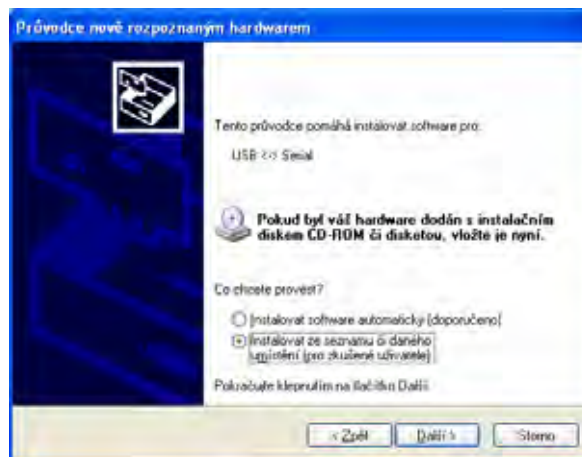 Průvodce nově rozpoznaným hardwarem
Tento průvodce pomáhá instalovat software pro:
USB <-> Serial
Pokud byl váš hardware dodán s instalačním
diskem CD-ROM či disketou, vložte je nyní.
Co chcete provést?
Instalovat software automaticky (doporučeno)
Instalovat ze seznamu či daného
umístění (pro zkušené uživatele)
Pokračujte klepnutím na tlačítko Další.
< Zpět
Další >
Storno